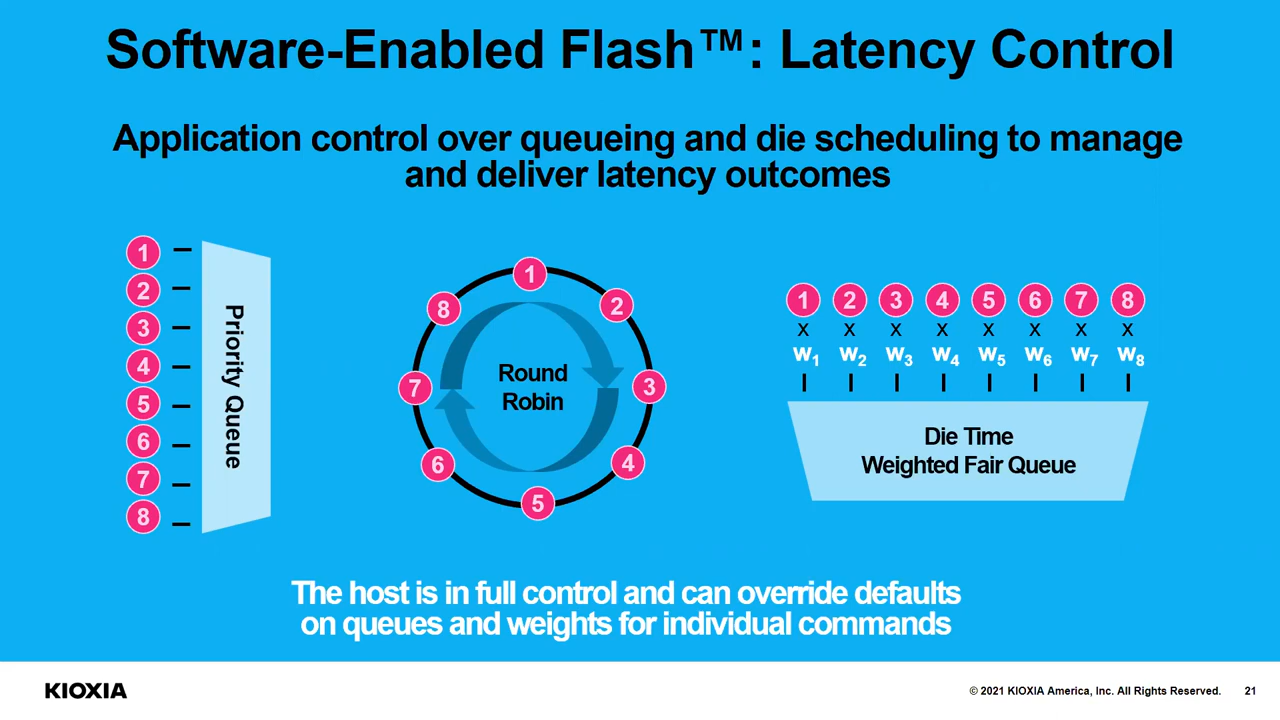 Software-Enabled Flash™: Latency Control
Application control over queueing and die scheduling to manage
and deliver latency outcomes
1
2
3
4
5
6
7
8
Priority Queue
1
2
3
4
5
6
7
8
Round
Robin
1 2 3 4 5 6 7 8
x x x x x x x x
w₁ w₂ w₃ w₄ w₅ w₆ w₇ w₈
Die Time
Weighted Fair Queue
The host is in full control and can override defaults
on queues and weights for individual commands
KIOXIA
© 2021 KIOXIA America, Inc. All Rights Reserved. 21